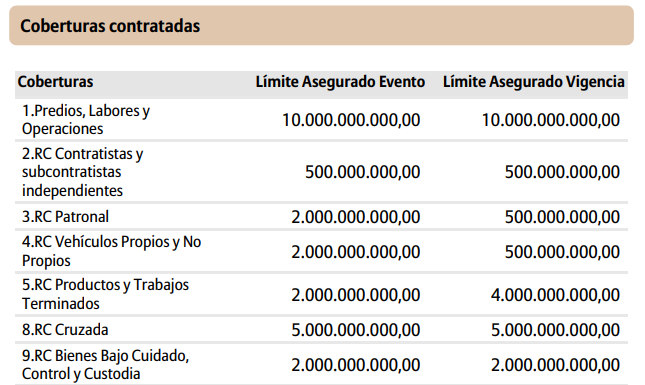 Coberturas contratadas
Coberturas Límite Asegurado Evento Límite Asegurado Vigencia
1.Predios, Labores y
Operaciones 10.000.000.000,00 10.000.000.000,00
2.RC Contratistas y
subcontratistas 500.000.000,00 500.000.000,00
independientes
3.RC Patronal 2.000.000.000,00 500.000.000,00
4.RC Vehículos Propios y No
Propios 2.000.000.000,00 500.000.000,00
5.RC Productos y Trabajos
Terminados 2.000.000.000,00 4.000.000.000,00
8.RC Cruzada 5.000.000.000,00 5.000.000.000,00
9.RC Bienes Bajo Cuidado,
Control y Custodia 2.000.000.000,00 2.000.000.000,00